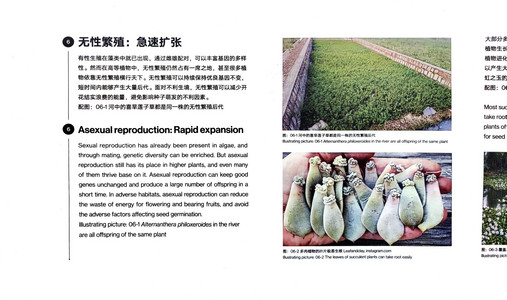 6 无性繁殖：急速扩张
有性生殖在藻类中就已出现，通过雌雄配对，可以丰富基因的多样
性。然而在高等植物中，无性繁殖仍然占有一席之地，甚至很多植
物依靠无性繁殖横行天下。无性繁殖可以持续保持优良基因不变，
短时间内能够产生大量后代。面对不利生境，无性繁殖可以减少开
花结实浪费的能量，避免影响种子萌发的不利因素。
配图：06-1河中的喜旱莲子草都是同一株的无性繁殖后代
6 Asexual reproduction: Rapid expansion
Sexual reproduction has already been present in algae, and
through mating, genetic diversity can be enriched. But asexual
reproduction still has its place in higher plants, and even many
of them thrive base on it. Asexual reproduction can keep good
genes unchanged and produce a large number of offspring in a
short time. In adverse habitats, asexual reproduction can reduce
the waste of energy for flowering and bearing fruits, and avoid
the adverse factors affecting seed germination.
Illustrating picture: 06-1 Alternanthera philoxeroides in the river
are all offspring of the same plant
配图：06-1 河中的喜旱莲子草都是同一株的无性繁殖后代
Illustrating picture: 06-1 Alternanthera philoxeroides in the river are all offspring of the same plant
配图：06-2 多肉植物的叶片极易生根 Leafandclay, instagram.com
Illustrating picture: 06-2 The leaves of succulent plants can take root easily
大部分多
植物生长
植物进化
以产生大
虹之玉的
配图：06
Most suc
take root
plants of
for seed
配图：06-3
Illustrating